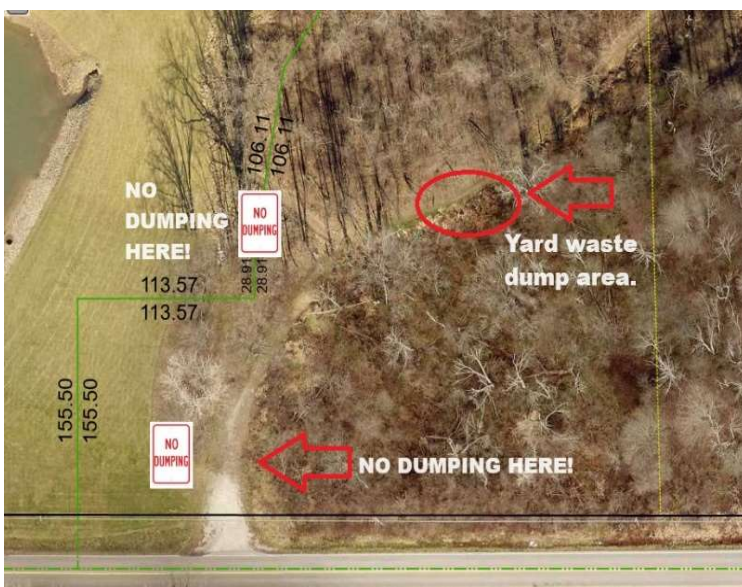 106.11
106.11
NO
DUMPING
HERE!
NO
DUMPING
Yard waste
dump area.
28.91
28.91
113.57
113.57
155.50
155.50
NO
DUMPING
NO DUMPING HERE!